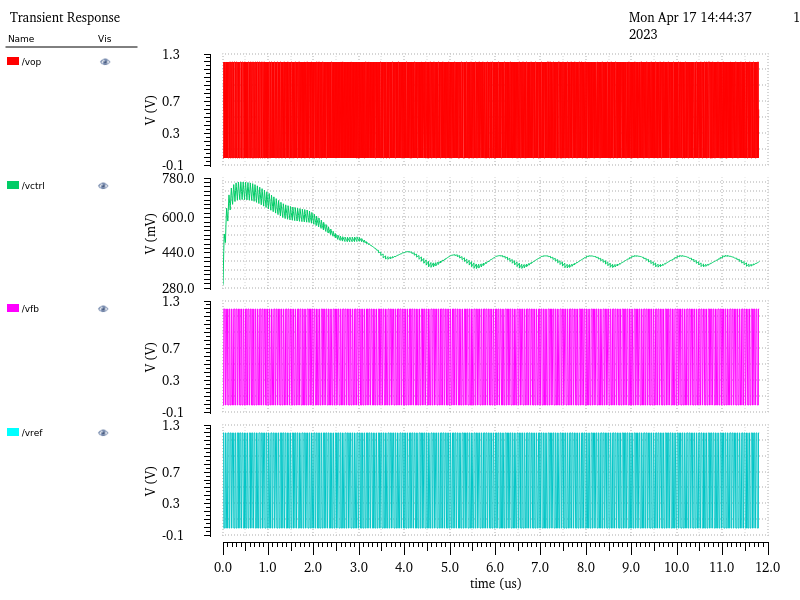 Transient Response
Mon Apr 17 14:44:37 1
2023
Name Vis
/vop
1.3
0.7
0.3
-0.1
V (V)
/vctrl
780.0
600.0
440.0
280.0
V (mV)
/vfb
1.3
0.7
0.3
-0.1
V (V)
/vref
1.3
0.7
0.3
-0.1
V (V)
0.0 1.0 2.0 3.0 4.0 5.0 6.0 7.0 8.0 9.0 10.0 11.0 12.0
time (us)